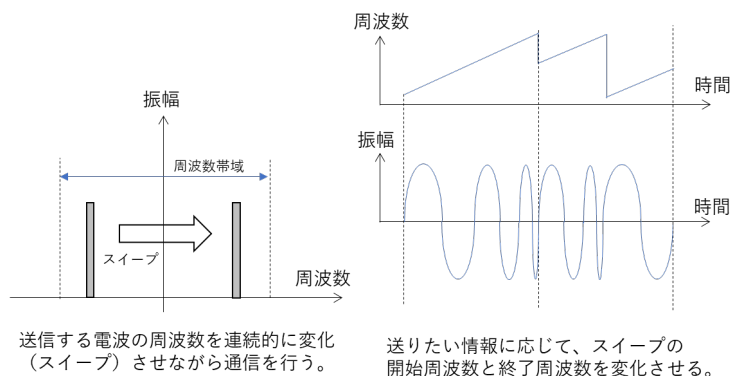 振幅
周波数帯域
スイープ
周波数
送信する電波の周波数を連続的に変化
（スイープ）させながら通信を行う。
周波数
時間
振幅
時間
送りたい情報に応じて、スイープの
開始周波数と終了周波数を変化させる。